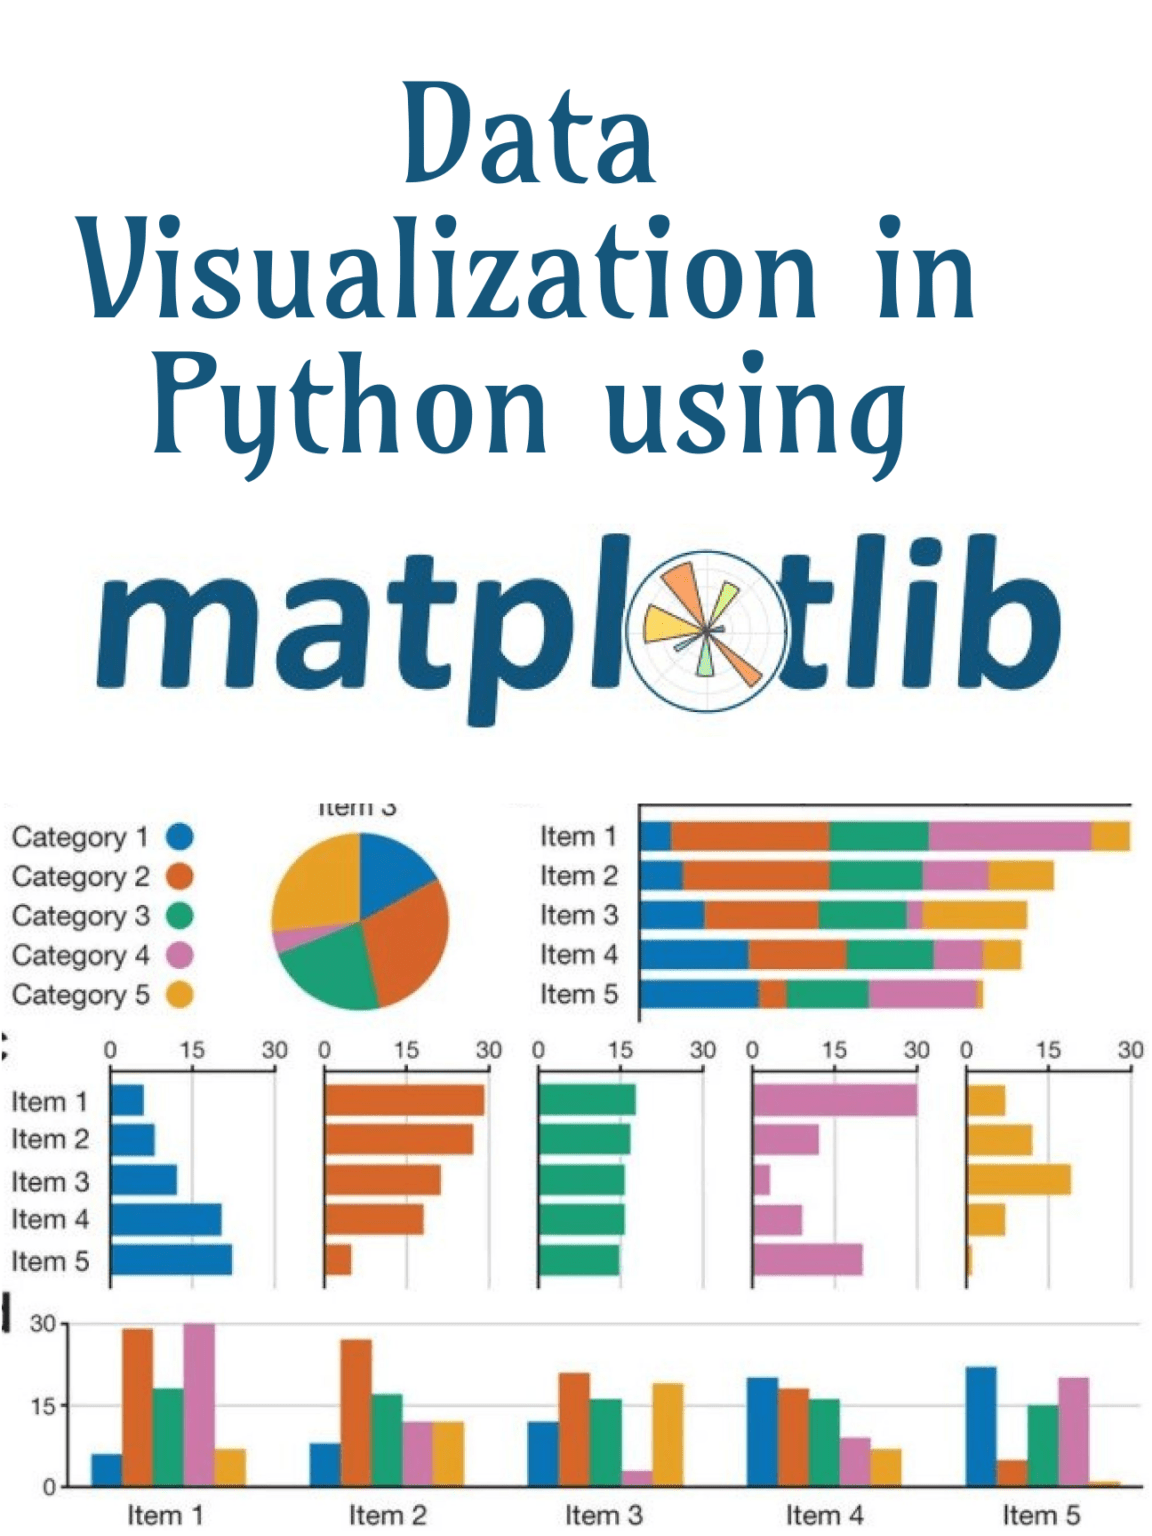 Data
Visualization in
Python using
matplotlib
Item 3
Category 1
Category 2
Category 3
Category 4
Category 5
Item 1
Item 2
Item 3
Item 4
Item 5
0 15 30 0 15 30 0 15 30 0 15 30 0 15 30
Item 1
Item 2
Item 3
Item 4
Item 5
30
15
0
Item 1 Item 2 Item 3 Item 4 Item 5